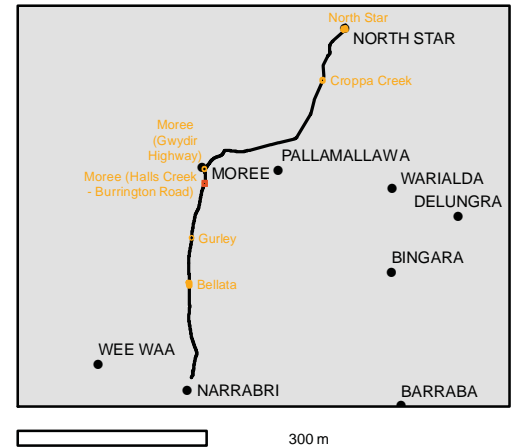 North Star
NORTH STAR
Croppa Creek
Moree
(Gwydir
Highway)
PALLAMALLAWA
MOREE
Moree (Halls Creek
- Burrington Road)
WARIALDA
DELUNGRA
Gurley
BINGARA
Bellata
WEE WAA
NARRABRI
BARRABA
300 m